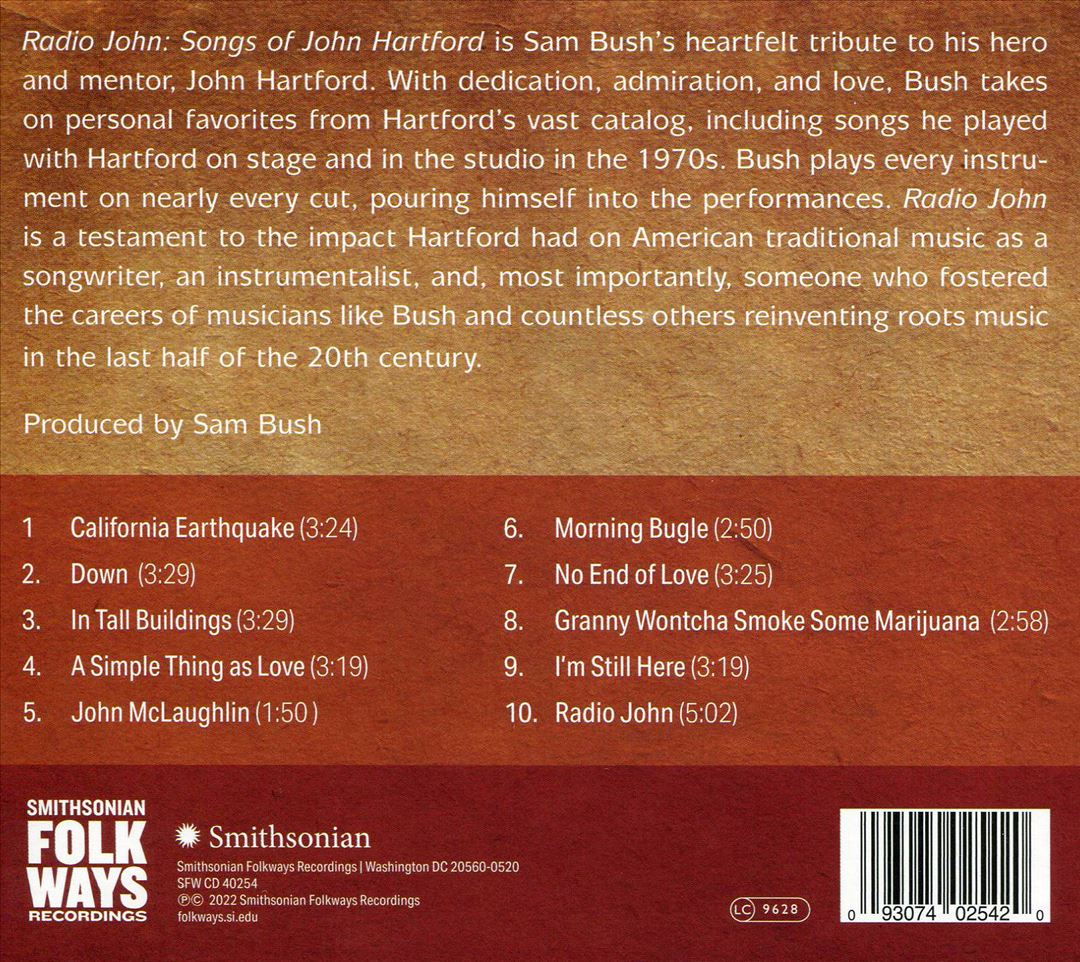 Radio John: Songs of John Hartford is Sam Bush's heartfelt tribute to his hero
and mentor, John Hartford. With dedication, admiration, and love, Bush takes
on personal favorites from Hartford's vast catalog, including songs he played
with Hartford on stage and in the studio in the 1970s. Bush plays every instru-
ment on nearly every cut, pouring himself into the performances. Radio John
is a testament to the impact Hartford had on American traditional music as a
songwriter, an instrumentalist, and, most importantly, someone who fostered
the careers of musicians like Bush and countless others reinventing roots music
in the last half of the 20th century.
Produced by Sam Bush
1 California Earthquake (3:24)
2. Down (3:29)
3. In Tall Buildings (3:29)
4. A Simple Thing as Love (3:19)
5. John McLaughlin (1:50 )
6. Morning Bugle (2:50)
7. No End of Love (3:25)
8. Granny Wontcha Smoke Some Marijuana (2:58)
9. I'm Still Here (3:19)
10. Radio John (5:02)
SMITHSONIAN
FOLK
WAYS
RECORDINGS
Smithsonian
Smithsonian Folkways Recordings | Washington DC 20560-0520
SFW CD 40254
℗© 2022 Smithsonian Folkways Recordings
folkways.si.edu
LC 9628
0 93074 02542 0